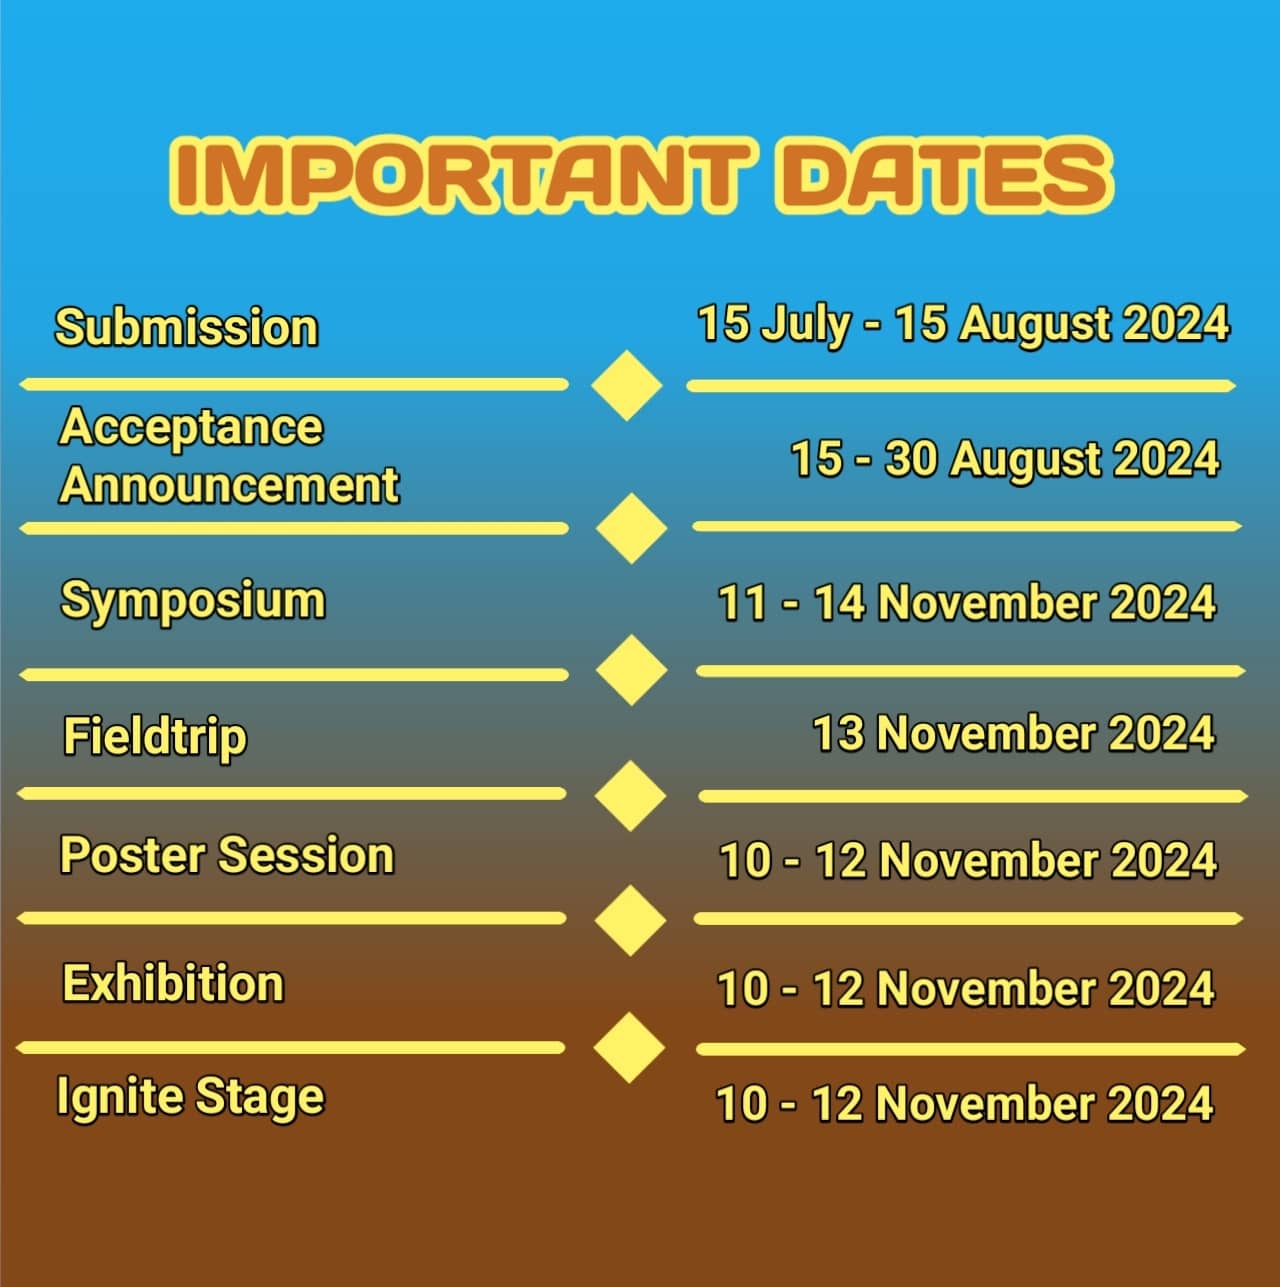 IMPORTANT DATES
Submission 15 July - 15 August 2024
Acceptance
Announcement 15 - 30 August 2024
Symposium 11 - 14 November 2024
Fieldtrip 13 November 2024
Poster Session 10 - 12 November 2024
Exhibition 10 - 12 November 2024
Ignite Stage 10 - 12 November 2024